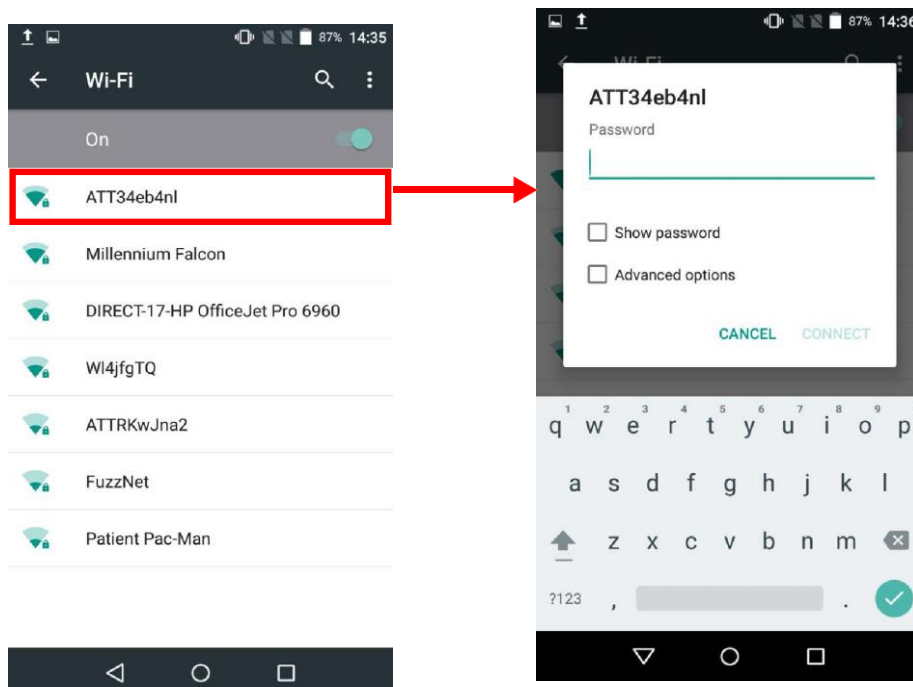 87% 14:35
Wi-Fi
On
ATT34eb4nl
Millennium Falcon
DIRECT-17-HP OfficeJet Pro 6960
Wl4jfgTQ
ATTRKwJna2
FuzzNet
Patient Pac-Man
87% 14:36
Wi-Fi
ATT34eb4nl
Password
Show password
Advanced options
CANCEL CONNECT
1 2 3 4 5 6 7 8 9
q w e r t y u i o p
a s d f g h j k l
z x c v b n m
?123 , .